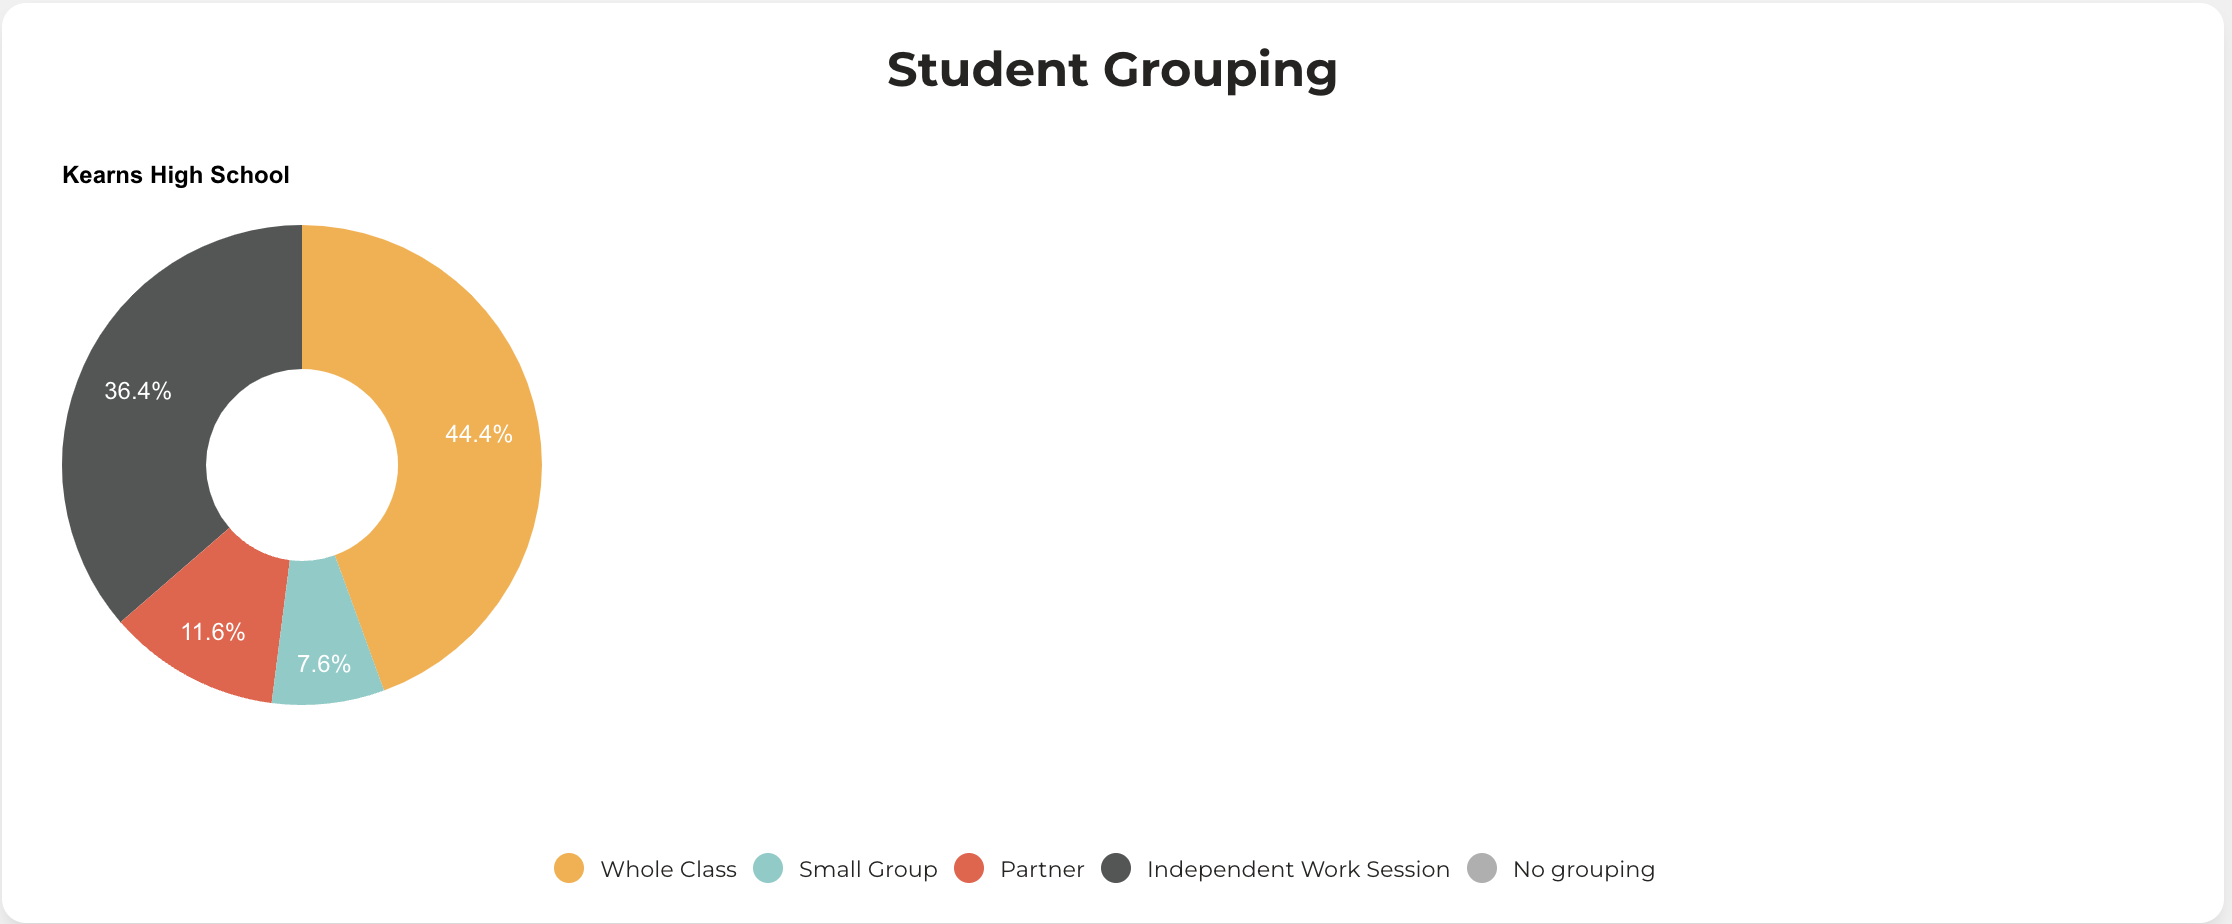 Student Grouping
Kearns High School
36.4%
44.4%
11.6%
7.6%
Whole Class
Small Group
Partner
Independent Work Session
No grouping